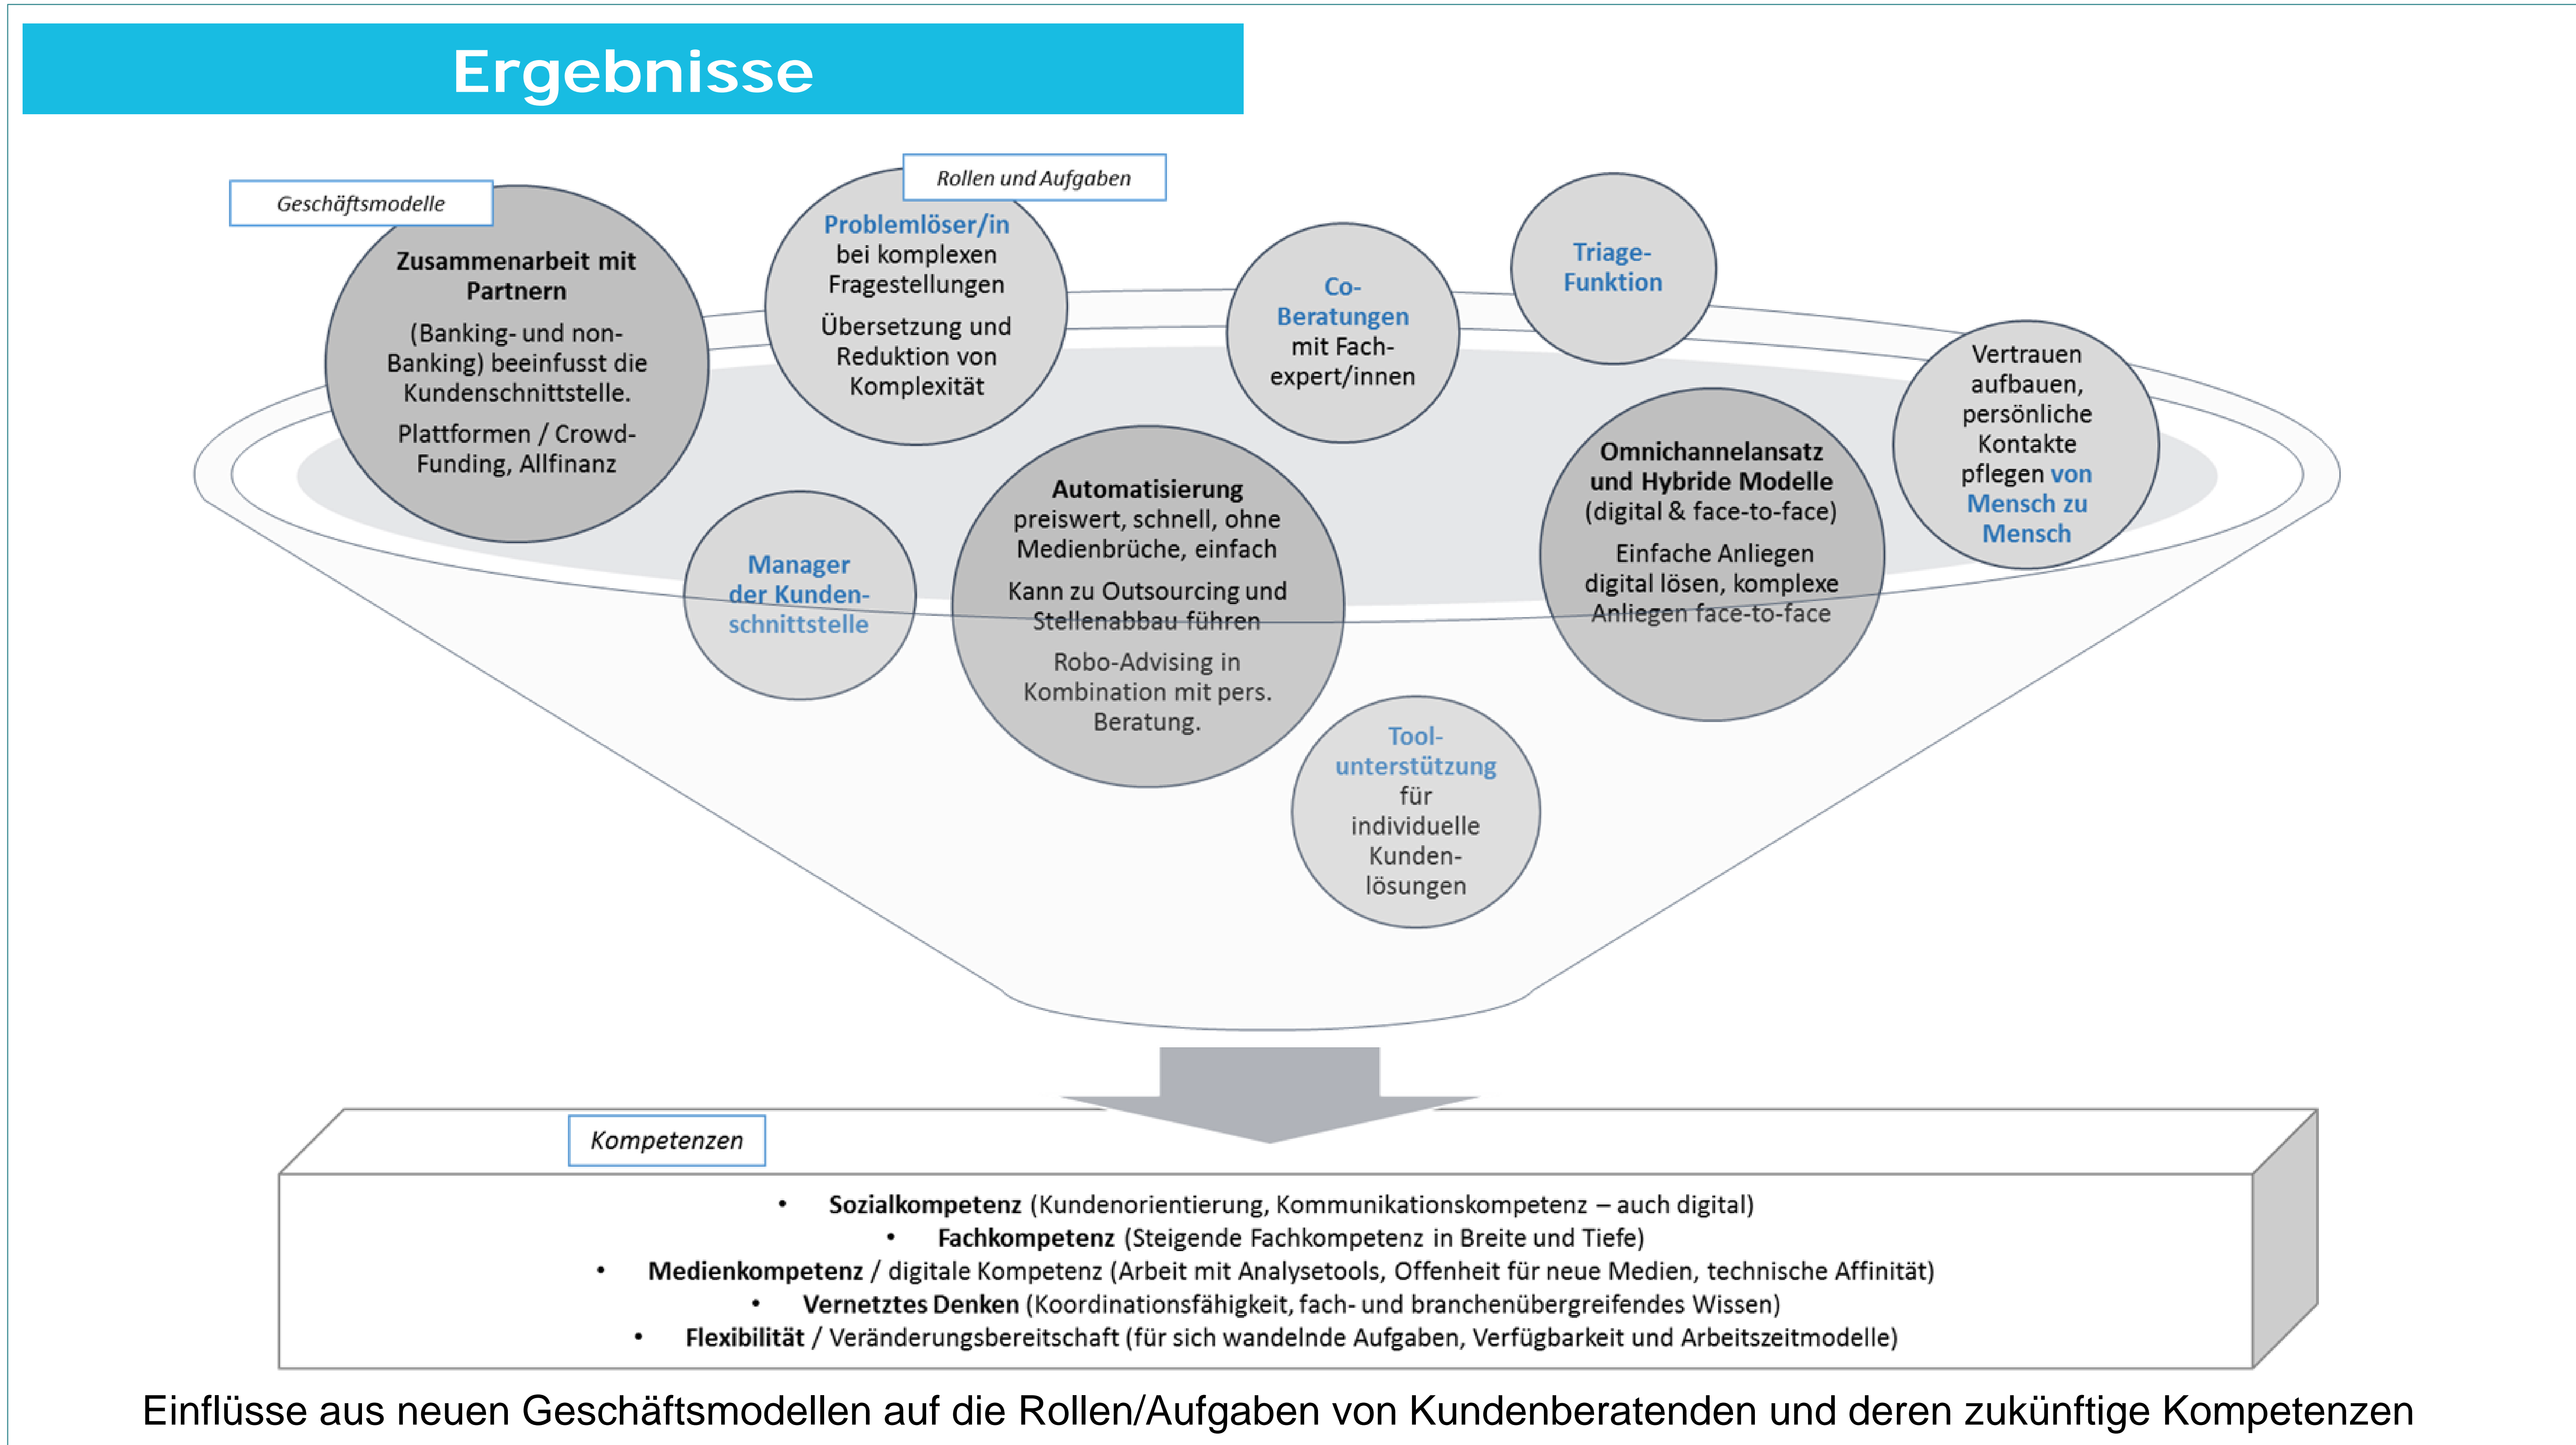 Ergebnisse
Geschäftsmodelle
Zusammenarbeit mit
Partnern
(Banking- und non-
Banking) beeinfusst die
Kundenschnittstelle.
Plattformen / Crowd-
Funding, Allfinanz
Rollen und Aufgaben
Problemlöser/in
bei komplexen
Fragestellungen
Übersetzung und
Reduktion von
Komplexität
Co-
Beratungen
mit Fach-
expert/innen
Triage-
Funktion
Vertrauen
aufbauen,
persönliche
Kontakte
pflegen von
Mensch zu
Mensch
Manager
der Kunden-
schnittstelle
Automatisierung
preiswert, schnell, ohne
Medienbrüche, einfach
Kann zu Outsourcing und
Stellenabbau führen
Robo-Advising in
Kombination mit pers.
Beratung.
Omnichannelansatz
und Hybride Modelle
(digital & face-to-face)
Einfache Anliegen
digital lösen, komplexe
Anliegen face-to-face
Tool-
unterstützung
für
individuelle
Kunden-
lösungen
Kompetenzen
• Sozialkompetenz (Kundenorientierung, Kommunikationskompetenz – auch digital)
• Fachkompetenz (Steigende Fachkompetenz in Breite und Tiefe)
• Medienkompetenz / digitale Kompetenz (Arbeit mit Analysetools, Offenheit für neue Medien, technische Affinität)
• Vernetztes Denken (Koordinationsfähigkeit, fach- und branchenübergreifendes Wissen)
• Flexibilität / Veränderungsbereitschaft (für sich wandelnde Aufgaben, Verfügbarkeit und Arbeitszeitmodelle)
Einflüsse aus neuen Geschäftsmodellen auf die Rollen/Aufgaben von Kundenberatenden und deren zukünftige Kompetenzen